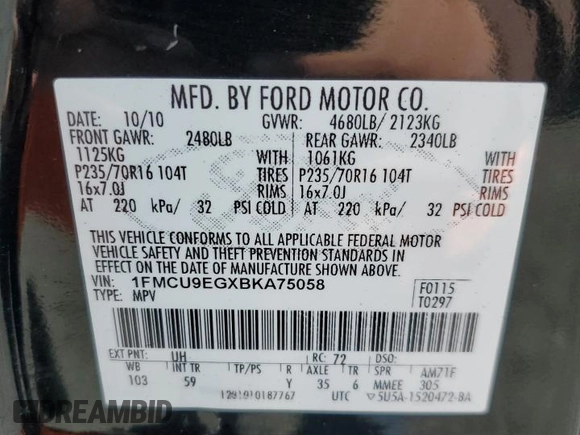 MFD. BY FORD MOTOR CO.
DATE: 10/10 GVWR: 4680LB/ 2123KG
FRONT GAWR: 2480LB REAR GAWR: 2340LB
1125KG WITH 1061KG WITH
P235/70R16 104T TIRES P235/70R16 104T TIRES
16x7.0J RIMS 16x7.0J RIMS
AT 220 kPa/ 32 PSI COLD AT 220 kPa/ 32 PSI COLD
THIS VEHICLE CONFORMS TO ALL APPLICABLE FEDERAL MOTOR
VEHICLE SAFETY AND THEFT PREVENTION STANDARDS IN
EFFECT ON THE DATE OF MANUFACTURE SHOWN ABOVE.
VIN: 1FMCU9EGXBKA75058 F0115
TYPE: MPV T0297
EXT PNT: UH RC: 72 DSO:
WB INT TR TP/PS R AXLE TR SPR AM71F
103 59 Y 35 6 MMEE 305
1291010187767 UTC 5U5A-1520472-BA
DREAMBID